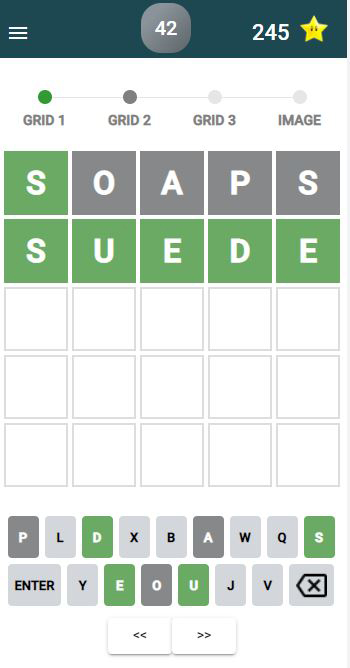 42
245
GRID 1 GRID 2 GRID 3 IMAGE
S O A P S
S U E D E
P L D X B A W Q S
ENTER Y E O U J V
<< >>